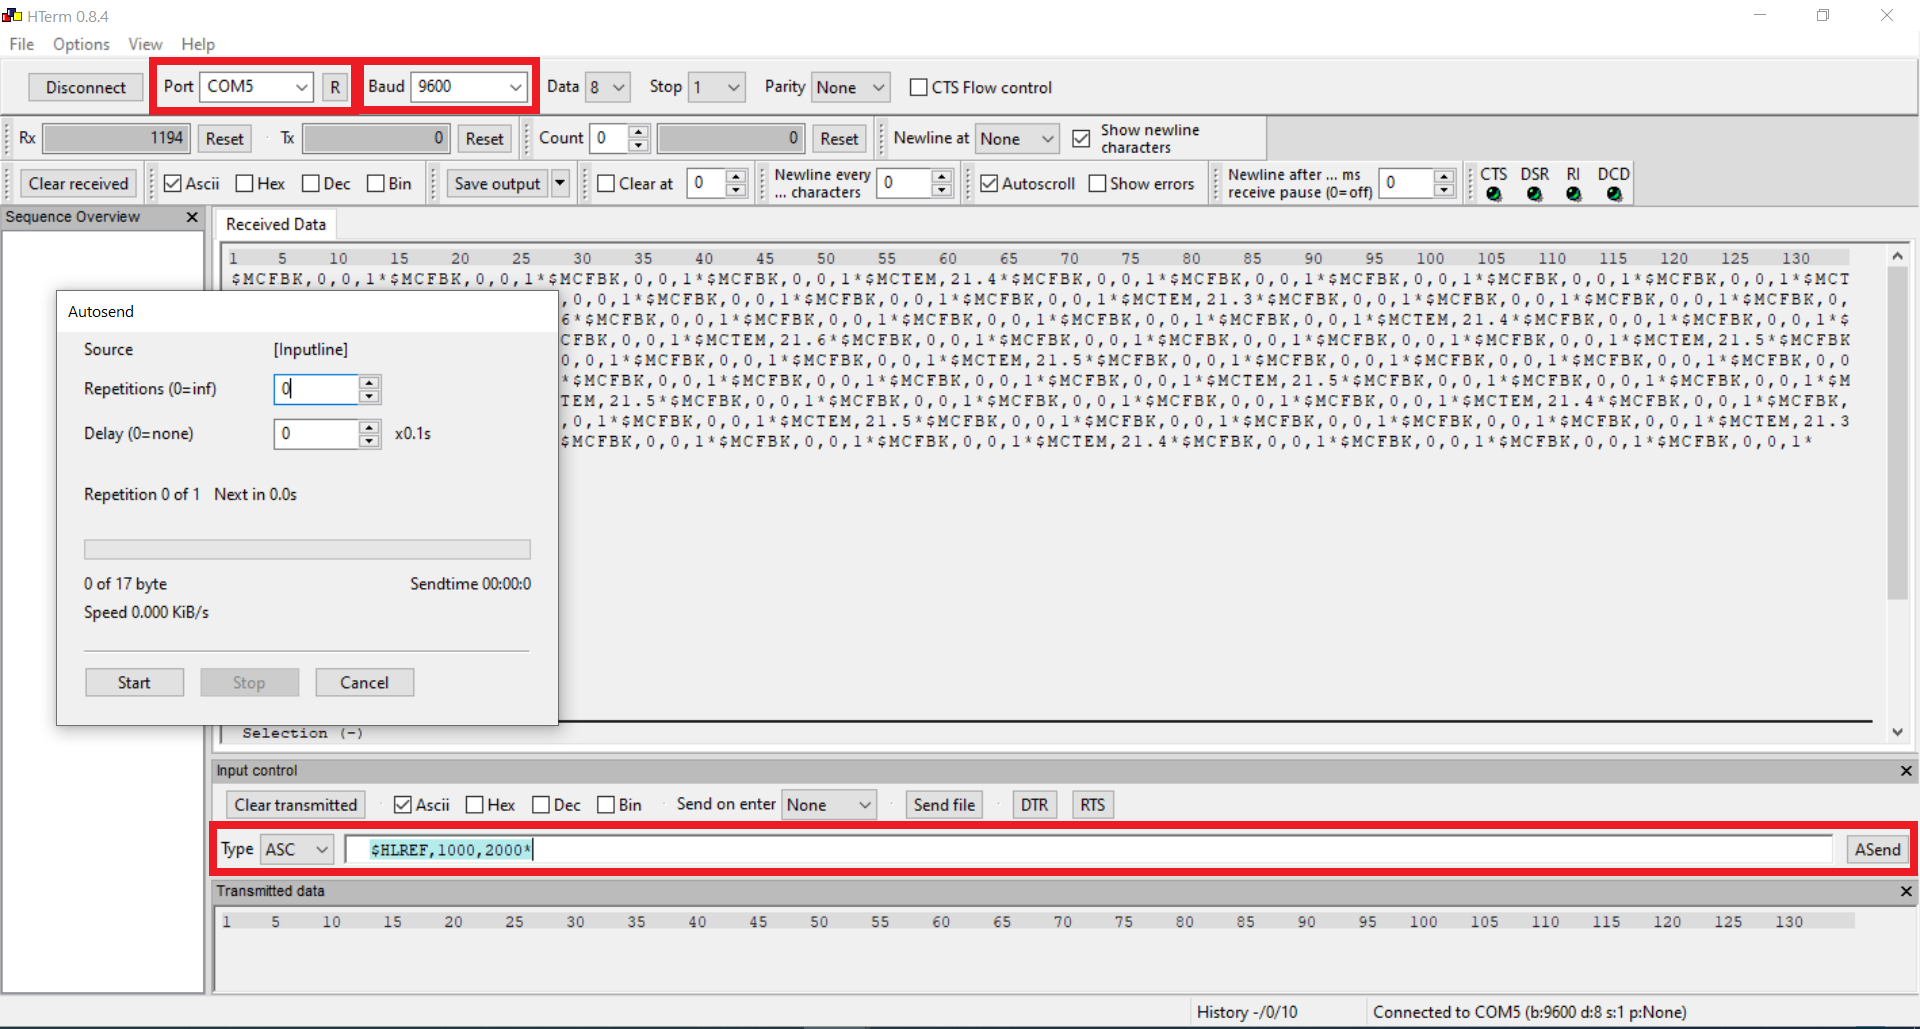 HTerm 0.8.4
File Options View Help
Disconnect Port COM5 R Baud 9600 Data 8 Stop 1 Parity None CTS Flow control
Rx 1194 Reset Tx 0 Reset Count 0 0 Reset Newline at None Show newline characters
Clear received Ascii Hex Dec Bin Save output Clear at 0 Newline every ... characters 0 Autoscroll Show errors Newline after ... ms receive pause (0=off) 0 CTS DSR RI DCD
Sequence Overview
Received Data
1 5 10 15 20 25 30 35 40 45 50 55 60 65 70 75 80 85 90 95 100 105 110 115 120 125 130
$MCFBK,0,0,1*$MCFBK,0,0,1*$MCFBK,0,0,1*$MCFBK,0,0,1*$MCTEM,21.4*$MCFBK,0,0,1*$MCFBK,0,0,1*$MCFBK,0,0,1*$MCFBK,0,0,1*$MCFBK,0,0,1*$MCT
,0,0,1*$MCFBK,0,0,1*$MCFBK,0,0,1*$MCFBK,0,0,1*$MCTEM,21.3*$MCFBK,0,0,1*$MCFBK,0,0,1*$MCFBK,0,0,1*$MCFBK,0,
6*$MCFBK,0,0,1*$MCFBK,0,0,1*$MCFBK,0,0,1*$MCFBK,0,0,1*$MCFBK,0,0,1*$MCTEM,21.4*$MCFBK,0,0,1*$MCFBK,0,0,1*$
CFBK,0,0,1*$MCTEM,21.6*$MCFBK,0,0,1*$MCFBK,0,0,1*$MCFBK,0,0,1*$MCFBK,0,0,1*$MCFBK,0,0,1*$MCTEM,21.5*$MCFBK
0,0,1*$MCFBK,0,0,1*$MCFBK,0,0,1*$MCTEM,21.5*$MCFBK,0,0,1*$MCFBK,0,0,1*$MCFBK,0,0,1*$MCFBK,0,0,1*$MCFBK,0,0
*$MCFBK,0,0,1*$MCFBK,0,0,1*$MCFBK,0,0,1*$MCFBK,0,0,1*$MCTEM,21.5*$MCFBK,0,0,1*$MCFBK,0,0,1*$MCFBK,0,0,1*$M
TEM,21.5*$MCFBK,0,0,1*$MCFBK,0,0,1*$MCFBK,0,0,1*$MCFBK,0,0,1*$MCFBK,0,0,1*$MCTEM,21.4*$MCFBK,0,0,1*$MCFBK,
,0,1*$MCFBK,0,0,1*$MCTEM,21.5*$MCFBK,0,0,1*$MCFBK,0,0,1*$MCFBK,0,0,1*$MCFBK,0,0,1*$MCFBK,0,0,1*$MCTEM,21.3
$MCFBK,0,0,1*$MCFBK,0,0,1*$MCFBK,0,0,1*$MCTEM,21.4*$MCFBK,0,0,1*$MCFBK,0,0,1*$MCFBK,0,0,1*$MCFBK,0,0,1*
Autosend
Source [Inputline]
Repetitions (0=inf) 0
Delay (0=none) 0 x0.1s
Repetition 0 of 1 Next in 0.0s
0 of 17 byte Sendtime 00:00:0
Speed 0.000 KiB/s
Start Stop Cancel
Selection (-)
Input control
Clear transmitted Ascii Hex Dec Bin Send on enter None Send file DTR RTS
Type ASC $HLREF,1000,2000* ASend
Transmitted data
1 5 10 15 20 25 30 35 40 45 50 55 60 65 70 75 80 85 90 95 100 105 110 115 120 125 130
History -/0/10 Connected to COM5 (b:9600 d:8 s:1 p:None)